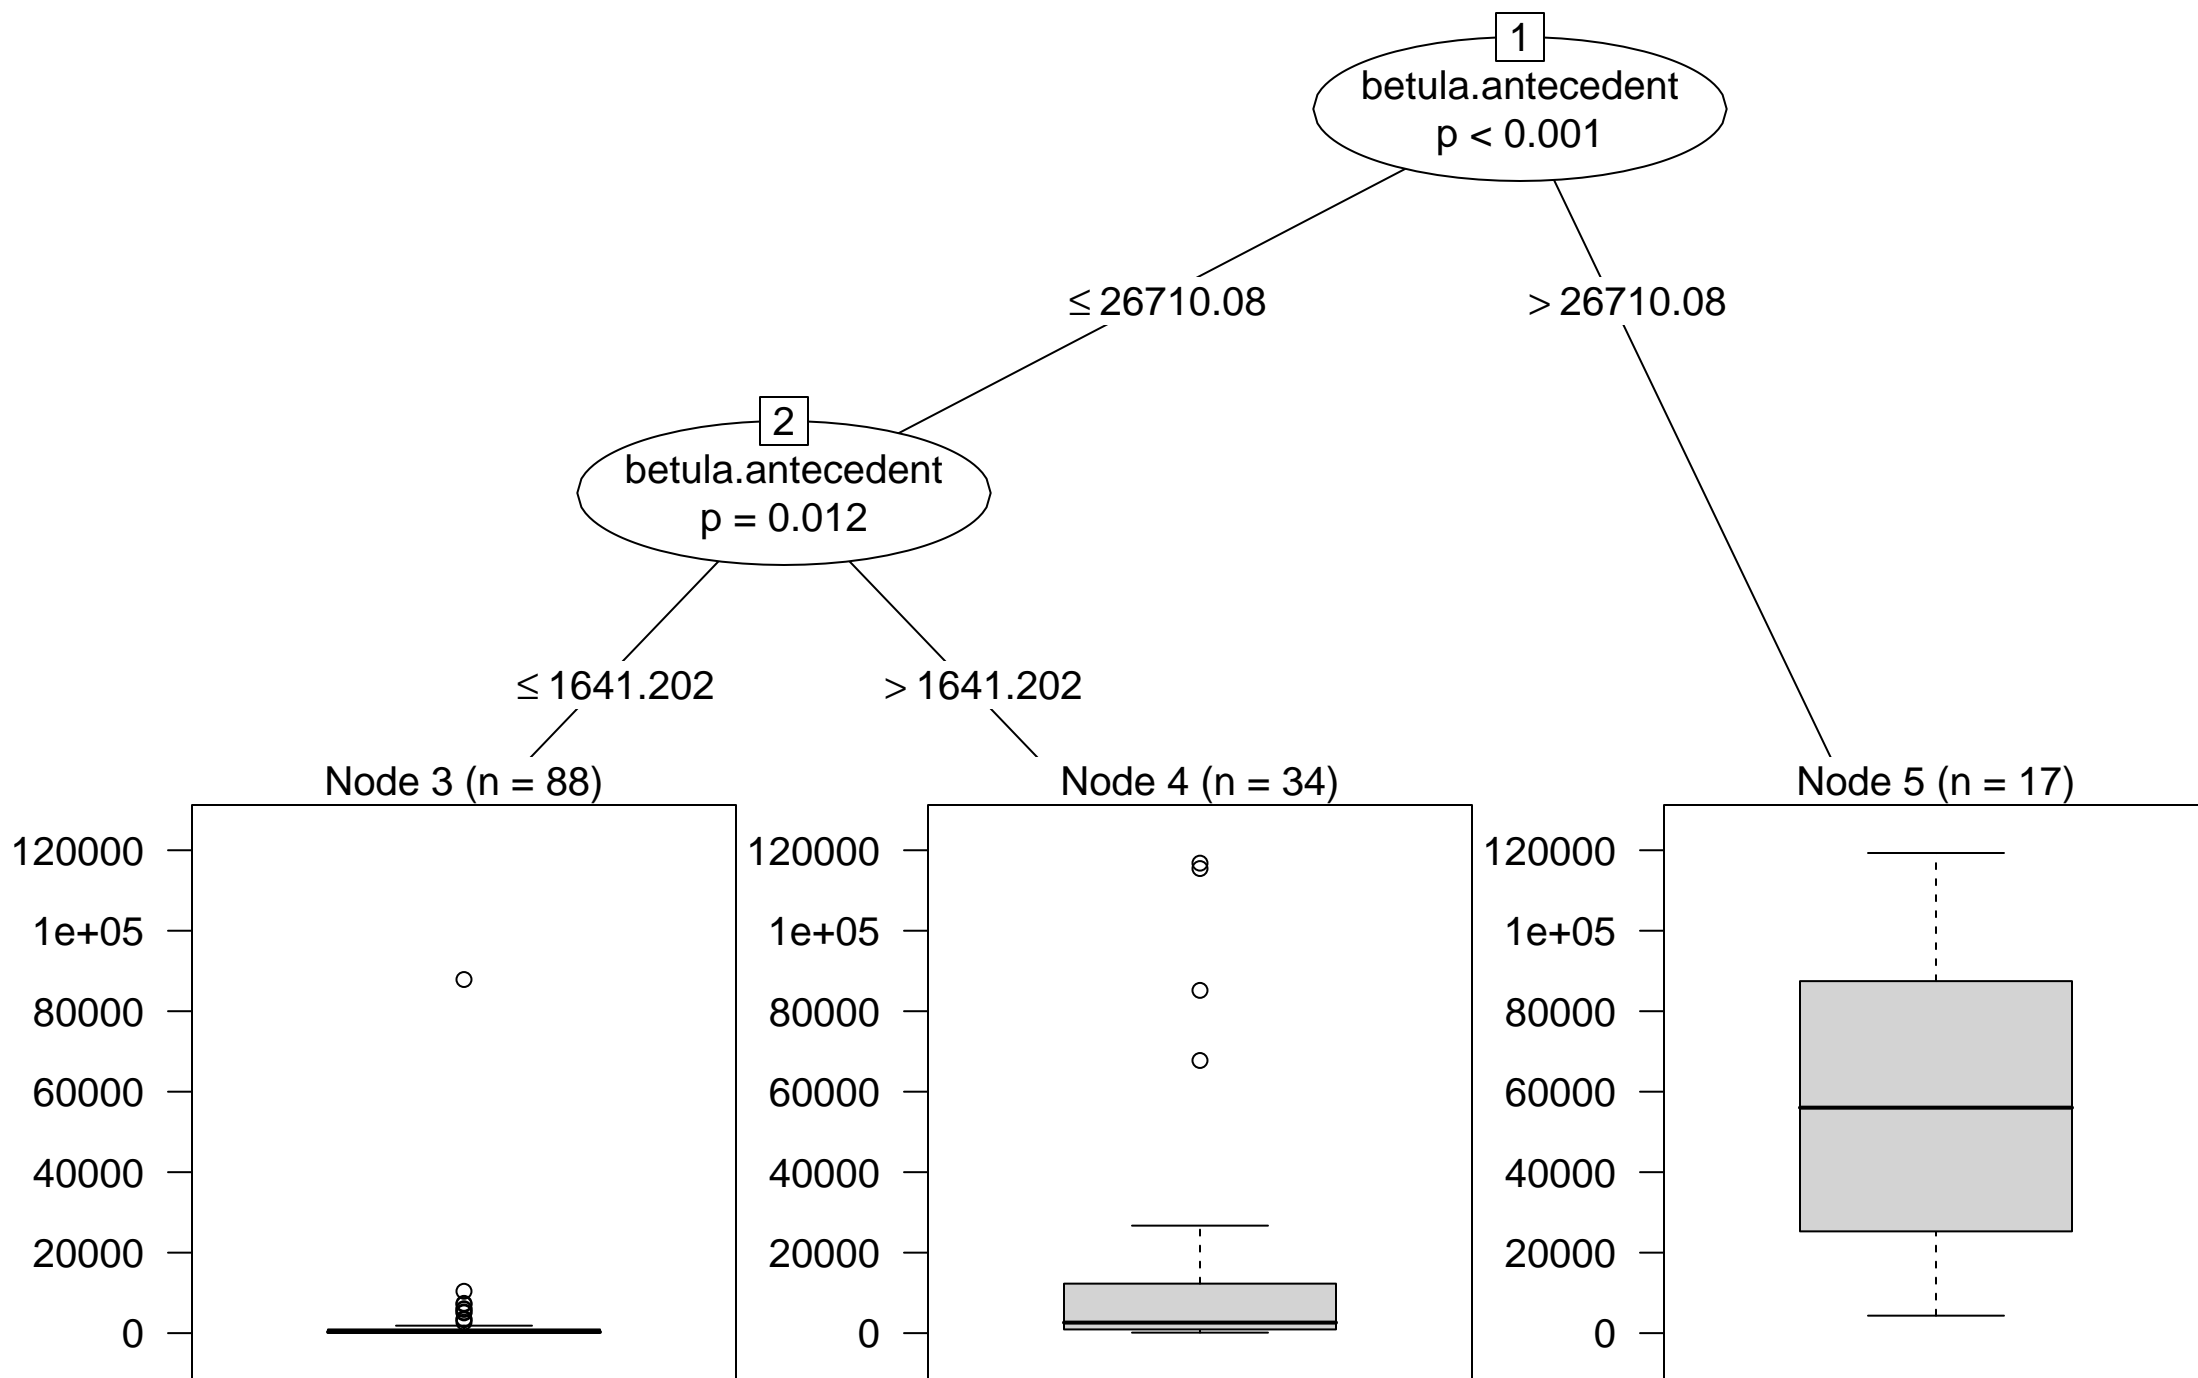 1
betula.antecedent
p < 0.001
≤ 26710.08
> 26710.08
2
betula.antecedent
p = 0.012
≤ 1641.202
> 1641.202
Node 3 (n = 88)
120000
1e+05
80000
60000
40000
20000
0
Node 4 (n = 34)
120000
1e+05
80000
60000
40000
20000
0
Node 5 (n = 17)
120000
1e+05
80000
60000
40000
20000
0